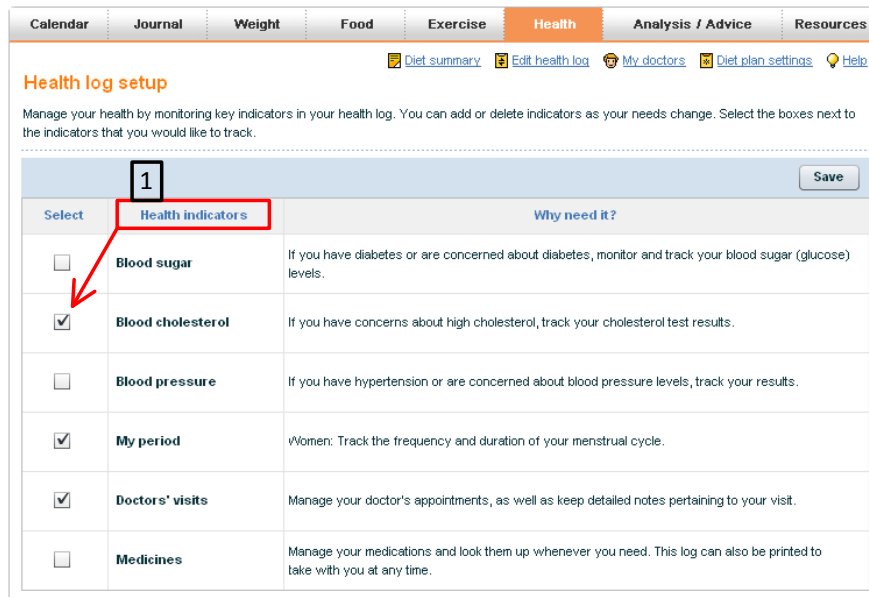 Calendar Journal Weight Food Exercise Health Analysis / Advice Resources
Diet summary Edit health log My doctors Diet plan settings Help
Health log setup
Manage your health by monitoring key indicators in your health log. You can add or delete indicators as your needs change. Select the boxes next to
the indicators that you would like to track.
1
Save
Select Health indicators Why need it?
Blood sugar
If you have diabetes or are concerned about diabetes, monitor and track your blood sugar (glucose)
levels.
Blood cholesterol If you have concerns about high cholesterol, track your cholesterol test results.
Blood pressure If you have hypertension or are concerned about blood pressure levels, track your results.
My period Women: Track the frequency and duration of your menstrual cycle.
Doctors' visits Manage your doctor's appointments, as well as keep detailed notes pertaining to your visit.
Medicines
Manage your medications and look them up whenever you need. This log can also be printed to
take with you at any time.